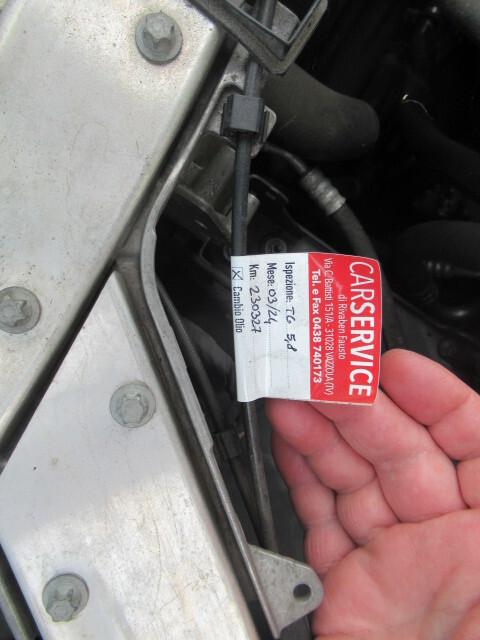 CARSERVICE
di Rivaben Fausto
Via C. Battisti 151/A - 31028 VAZZOLA (TV)
Tel. e Fax 0438 740173
Ispezione: TG 5,8
Mese: 03/24
Km: 230327
X Cambio Olio